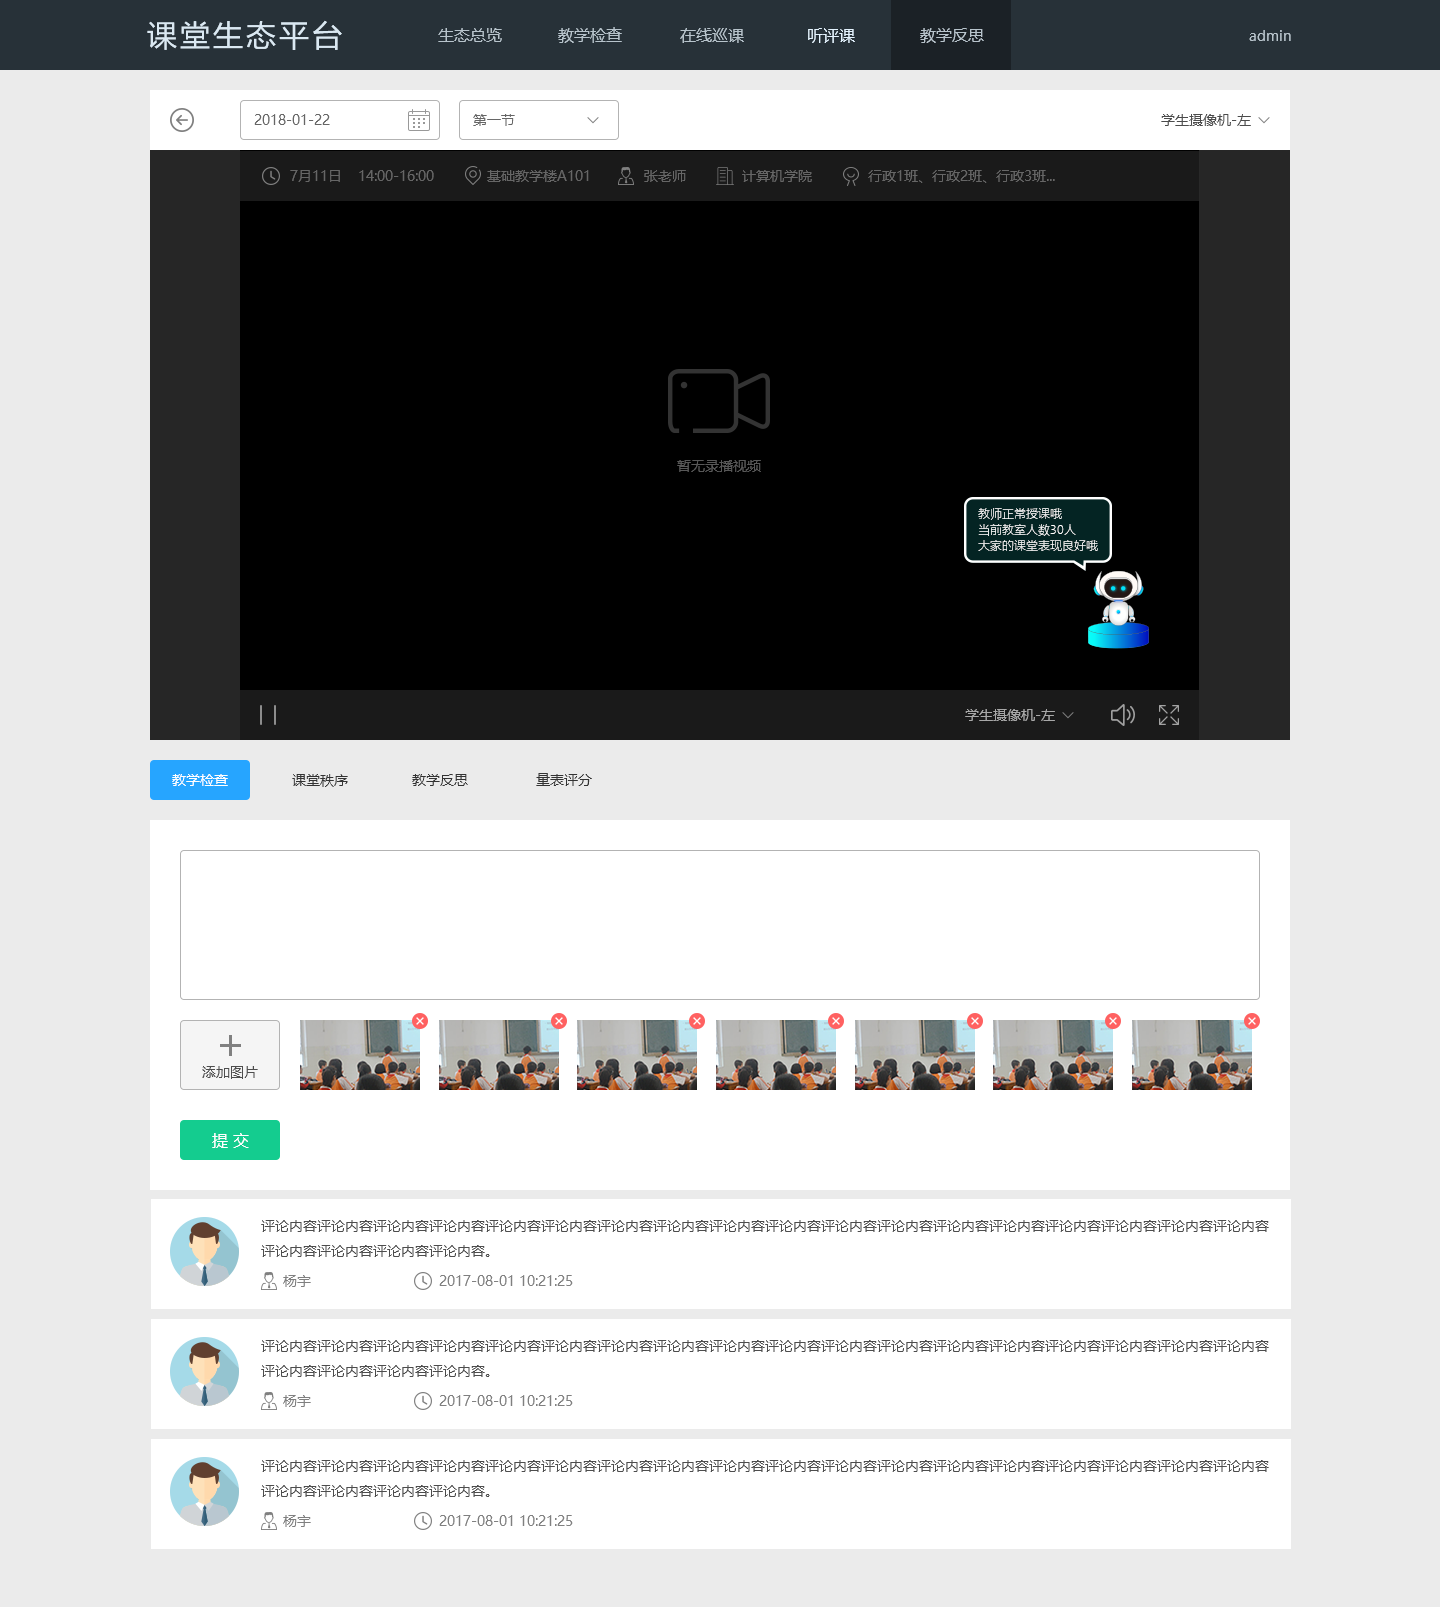 课堂生态平台 生态总览 教学检查 在线巡课 听评课 教学反思 admin
2018-01-22 第一节 学生摄像机-左
7月11日 14:00-16:00 基础教学楼A101 张老师 计算机学院 行政1班、行政2班、行政3班...
暂无录播视频
教师正常授课哦
当前教室人数30人
大家的课堂表现良好哦
学生摄像机-左
教学检查 课堂秩序 教学反思 量表评分
添加图片
提 交
评论内容评论内容评论内容评论内容评论内容评论内容评论内容评论内容评论内容评论内容评论内容评论内容评论内容评论内容评论内容评论内容评论内容评论内容
评论内容评论内容评论内容评论内容。
杨宇 2017-08-01 10:21:25
评论内容评论内容评论内容评论内容评论内容评论内容评论内容评论内容评论内容评论内容评论内容评论内容评论内容评论内容评论内容评论内容评论内容评论内容
评论内容评论内容评论内容评论内容。
杨宇 2017-08-01 10:21:25
评论内容评论内容评论内容评论内容评论内容评论内容评论内容评论内容评论内容评论内容评论内容评论内容评论内容评论内容评论内容评论内容评论内容评论内容
评论内容评论内容评论内容评论内容。
杨宇 2017-08-01 10:21:25